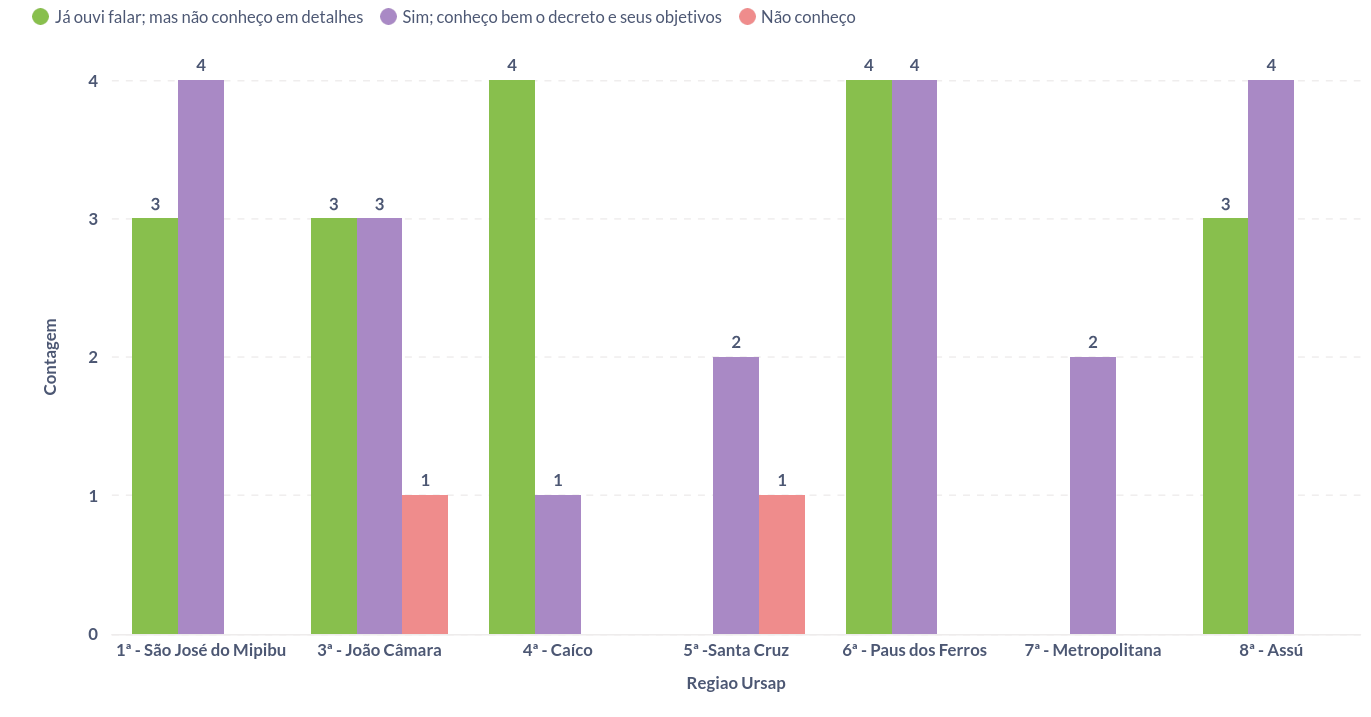 Já ouvi falar; mas não conheço em detalhes Sim; conheço bem o decreto e seus objetivos Não conheço
4 4 4 4 4
4
3 3 3 3
3
2 2
2
1 1 1
1
0
Contagem
1ª - São José do Mipibu 3ª - João Câmara 4ª - Caíco 5ª -Santa Cruz 6ª - Paus dos Ferros 7ª - Metropolitana 8ª - Assú
Regiao Ursap